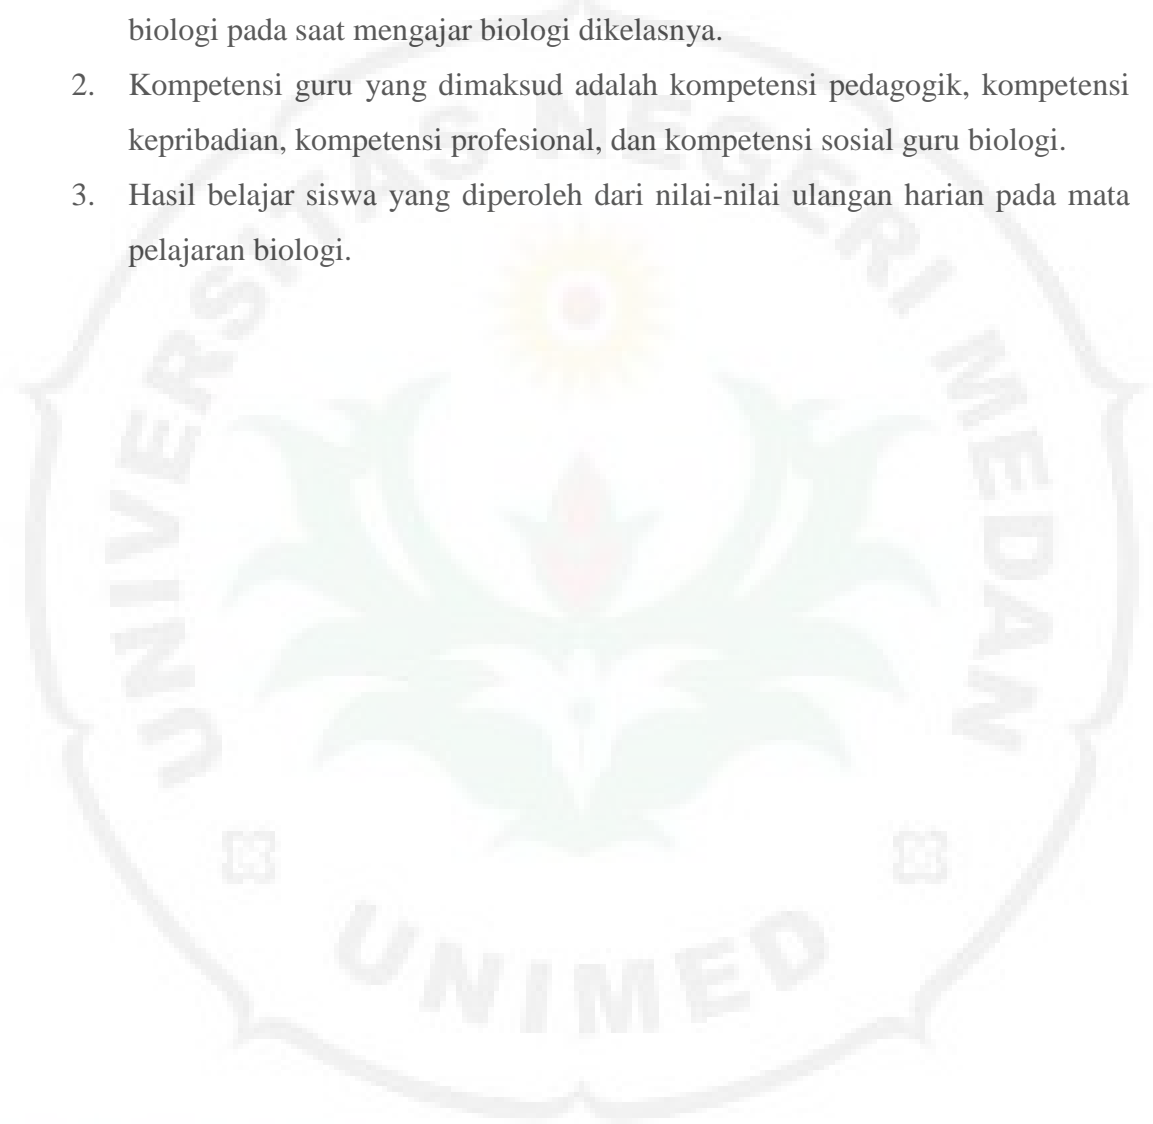 biologi pada saat mengajar biologi dikelasnya.
2. Kompetensi guru yang dimaksud adalah kompetensi pedagogik, kompetensi
kepribadian, kompetensi profesional, dan kompetensi sosial guru biologi.
3. Hasil belajar siswa yang diperoleh dari nilai-nilai ulangan harian pada mata
pelajaran biologi.
UNIVERSITAS NEGERI MEDAN
UNIMED